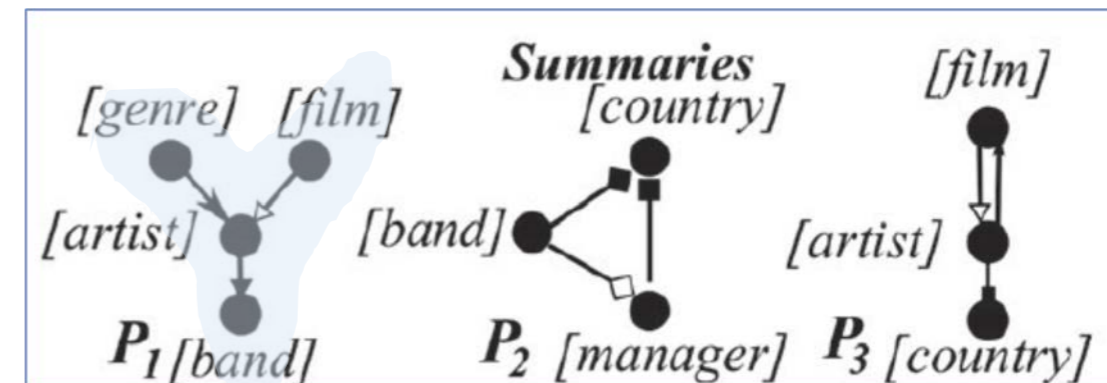 Summaries
[genre] [film]
[artist]
P1 [band]
[country]
[band]
P2 [manager]
[film]
[artist]
P3 [country]